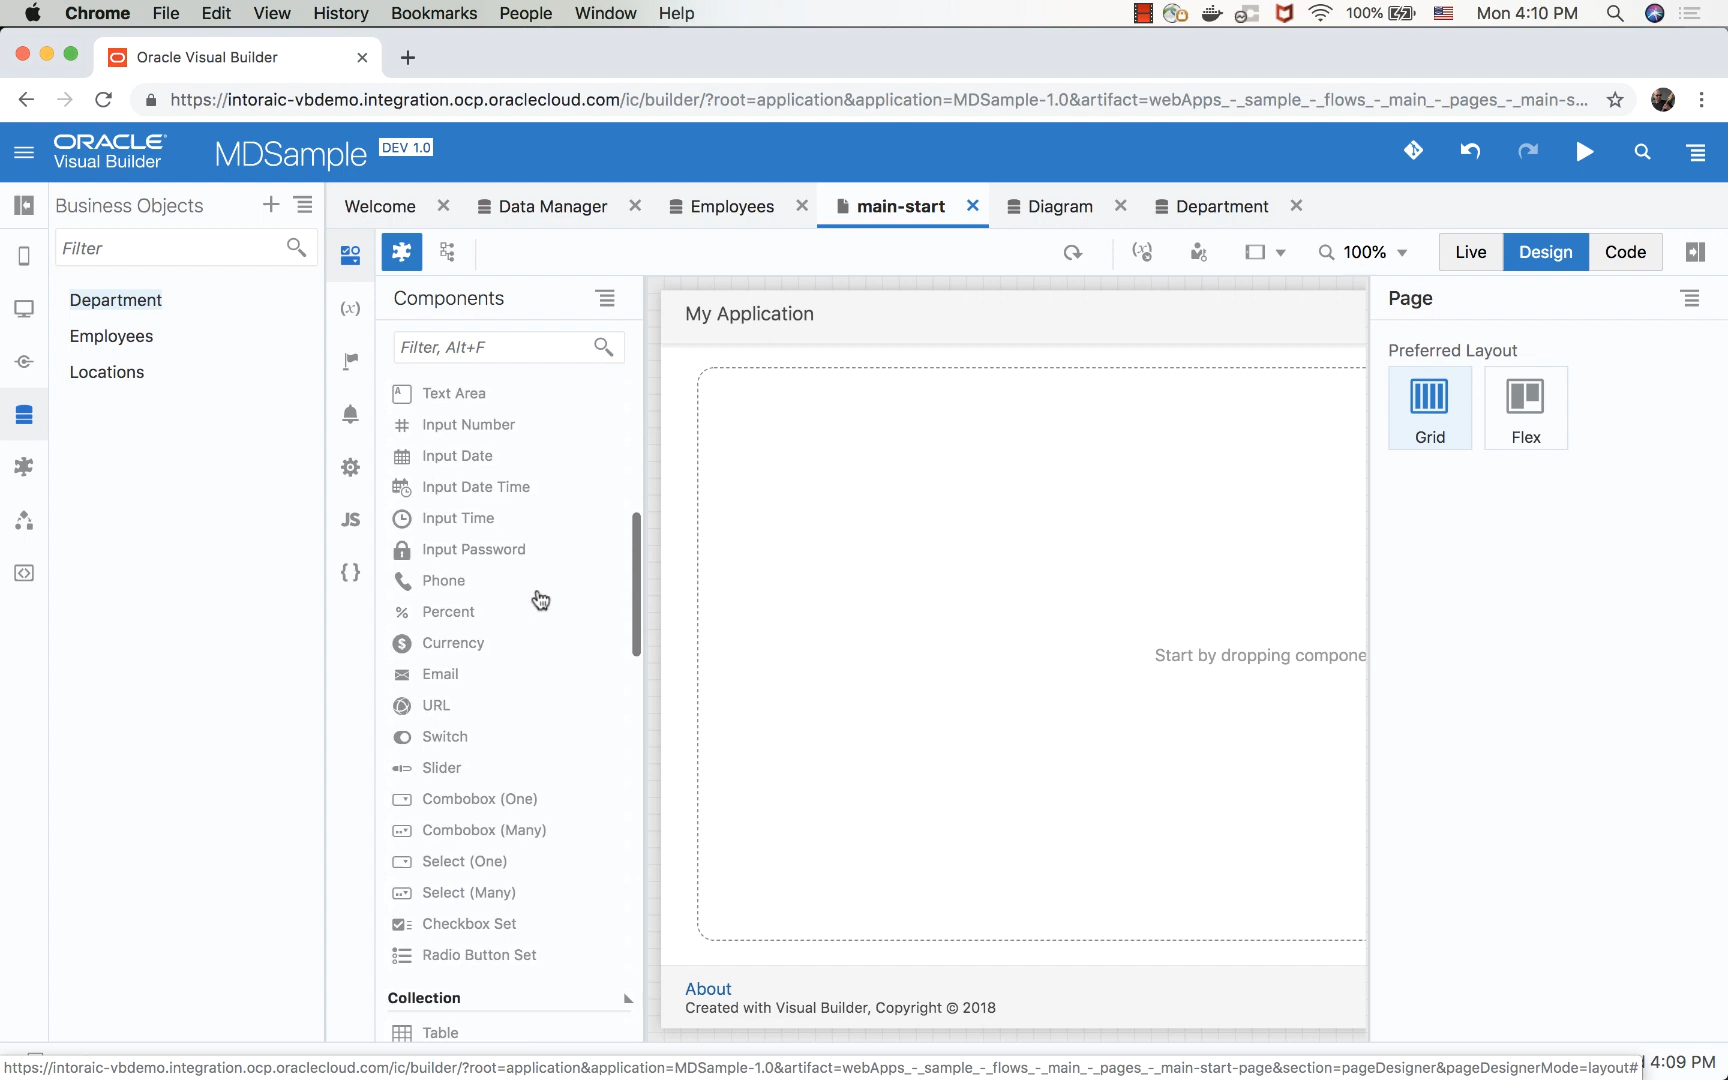 Chrome File Edit View History Bookmarks People Window Help 100% Mon 4:10 PM
Oracle Visual Builder
https://intoraic-vbdemo.integration.ocp.oraclecloud.com/ic/builder/?root=application&application=MDSample-1.0&artifact=webApps_-_sample_-_flows_-_main_-_pages_-_main-s...
ORACLE
Visual Builder
MDSample DEV 1.0
Business Objects
Welcome Data Manager Employees main-start Diagram Department
Filter
100% Live Design Code
Department
Employees
Locations
(x)
JS
{ }
Components
Filter, Alt+F
Text Area
Input Number
Input Date
Input Date Time
Input Time
Input Password
Phone
Percent
Currency
Email
URL
Switch
Slider
Combobox (One)
Combobox (Many)
Select (One)
Select (Many)
Checkbox Set
Radio Button Set
Collection
Table
My Application
Start by dropping compone
About
Created with Visual Builder, Copyright © 2018
Page
Preferred Layout
Grid Flex
https://intoraic-vbdemo.integration.ocp.oraclecloud.com/ic/builder/?root=application&application=MDSample-1.0&artifact=webApps_-_sample_-_flows_-_main_-_pages_-_main-start-page&section=pageDesigner&pageDesignerMode=layout#
4:09 PM